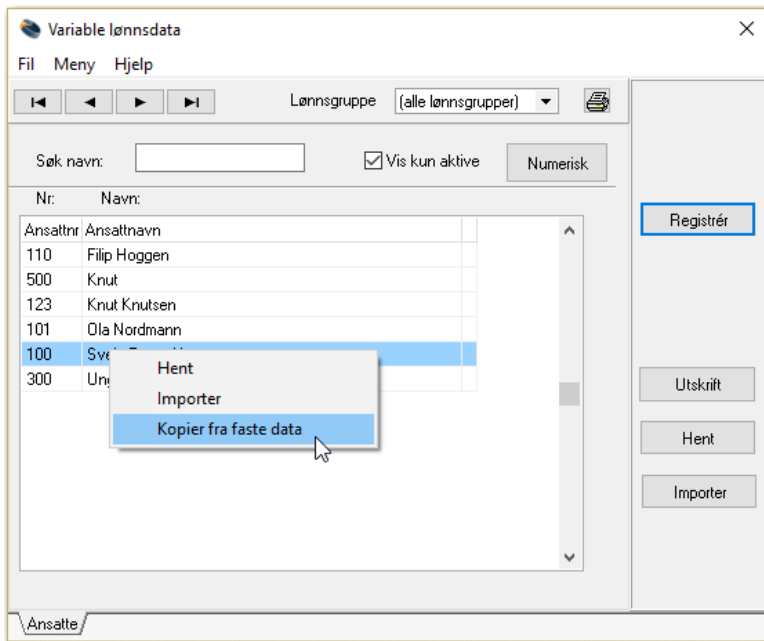 Variable lønnsdata
Fil Meny Hjelp
Lønnsgruppe (alle lønnsgrupper)
Søk navn: Vis kun aktive Numerisk
Nr: Navn:
Ansattnr Ansattnavn
110 Filip Hoggen
500 Knut
123 Knut Knutsen
101 Ola Nordmann
100
300
Hent
Importer
Kopier fra faste data
Registrér
Utskrift
Hent
Importer
Ansatte